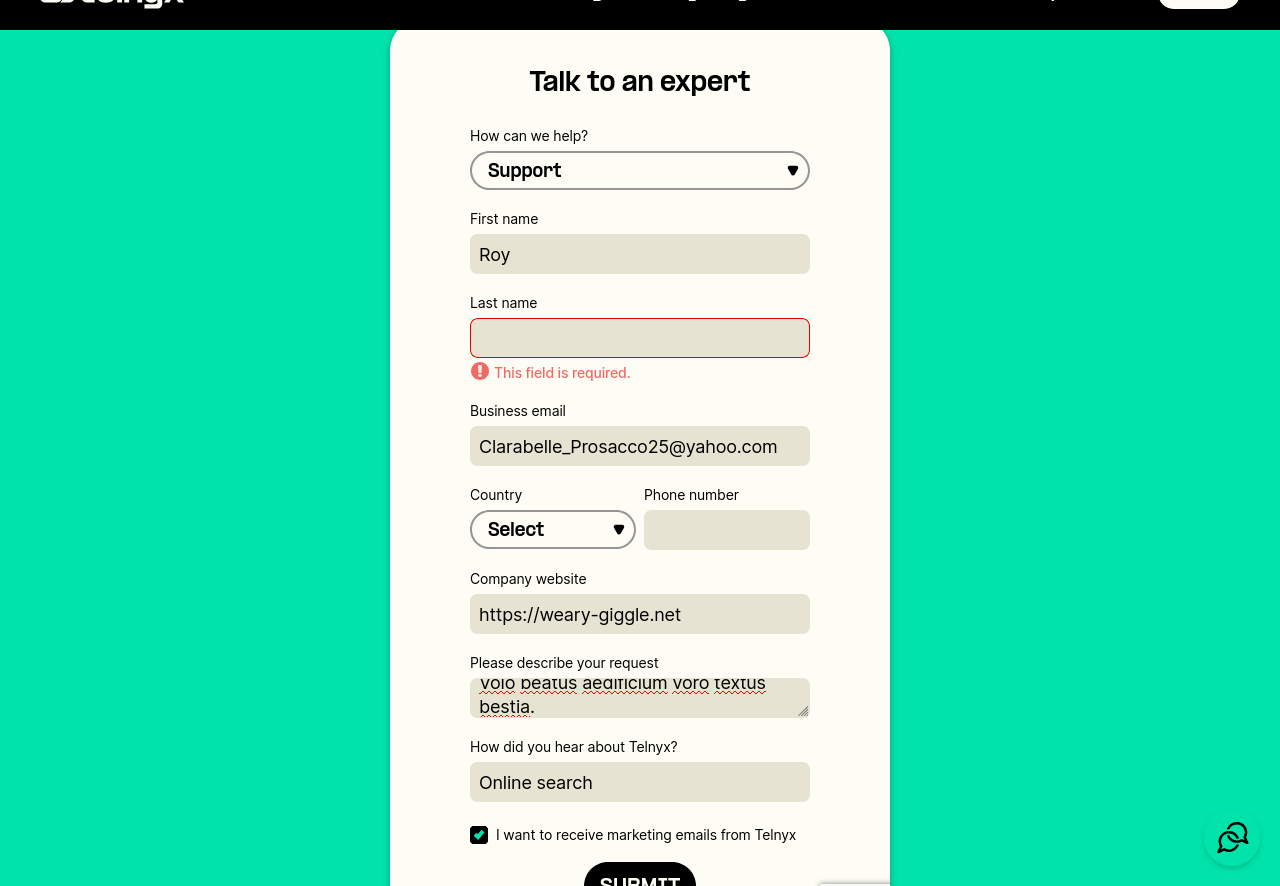 Talk to an expert
How can we help?
Support
First name
Roy
Last name
This field is required.
Business email
Clarabelle_Prosacco25@yahoo.com
Country
Phone number
Select
Company website
https://weary-giggle.net
Please describe your request
Volo beatus aedificium voro textus
bestia.
How did you hear about Telnyx?
Online search
I want to receive marketing emails from Telnyx
SUBMIT